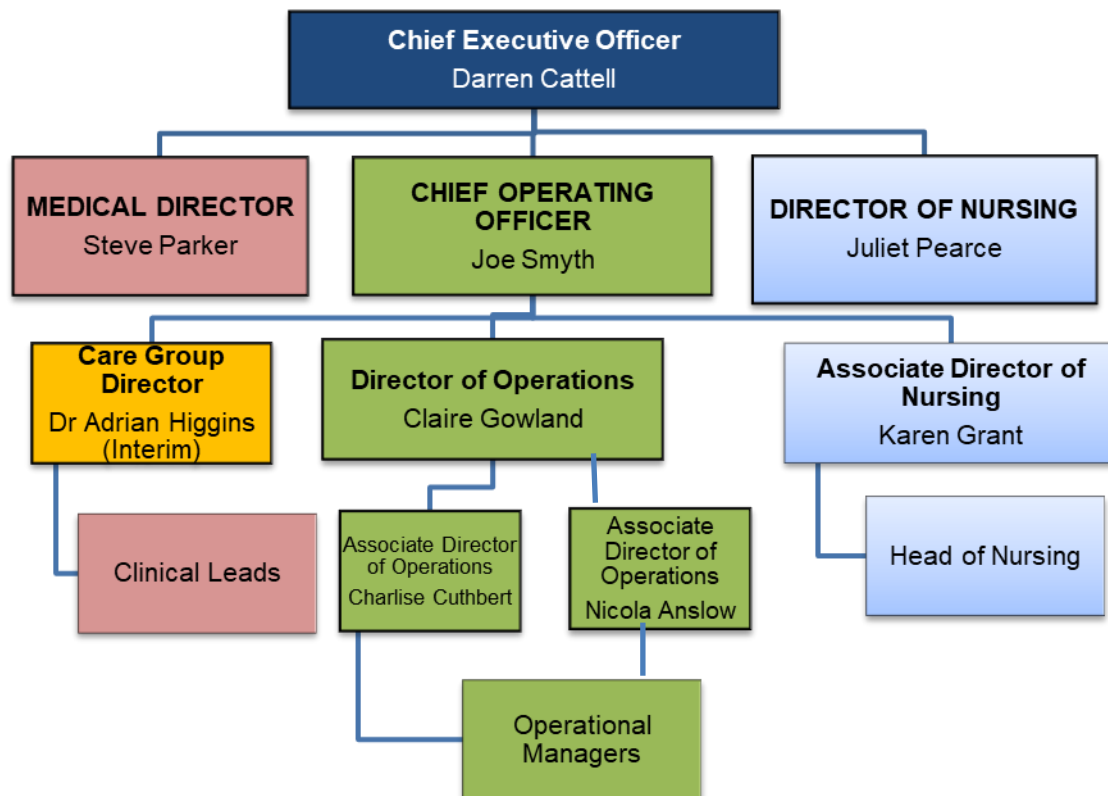 Chief Executive Officer
Darren Cattell
MEDICAL DIRECTOR
Steve Parker
CHIEF OPERATING
OFFICER
Joe Smyth
DIRECTOR OF NURSING
Juliet Pearce
Care Group
Director
Dr Adrian Higgins
(Interim)
Director of Operations
Claire Gowland
Associate Director of
Nursing
Karen Grant
Clinical Leads
Associate Director
of Operations
Charlise Cuthbert
Associate
Director of
Operations
Nicola Anslow
Head of Nursing
Operational
Managers